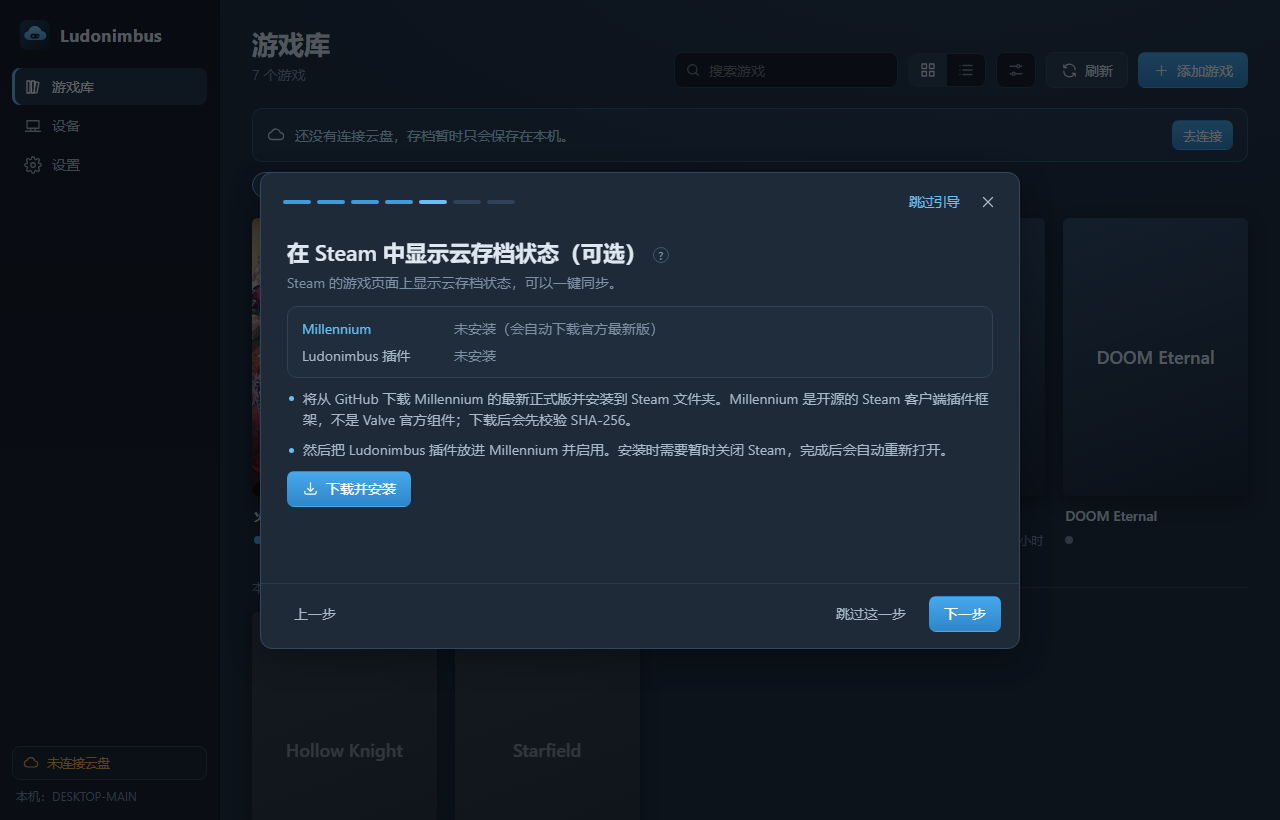 Ludonimbus
游戏库
设备
设置
未连接云盘
本机：DESKTOP-MAIN
游戏库
7 个游戏
搜索游戏
刷新
添加游戏
还没有连接云盘，存档暂时只会保存在本机。
去连接
跳过引导
在 Steam 中显示云存档状态（可选）
?
Steam 的游戏页面上显示云存档状态，可以一键同步。
Millennium 未安装（会自动下载官方最新版）
Ludonimbus 插件 未安装
将从 GitHub 下载 Millennium 的最新正式版并安装到 Steam 文件夹。Millennium 是开源的 Steam 客户端插件框
架，不是 Valve 官方组件；下载后会先校验 SHA-256。
然后把 Ludonimbus 插件放进 Millennium 并启用。安装时需要暂时关闭 Steam，完成后会自动重新打开。
下载并安装
上一步
跳过这一步
下一步
DOOM Eternal
DOOM Eternal
小时
Hollow Knight
Starfield